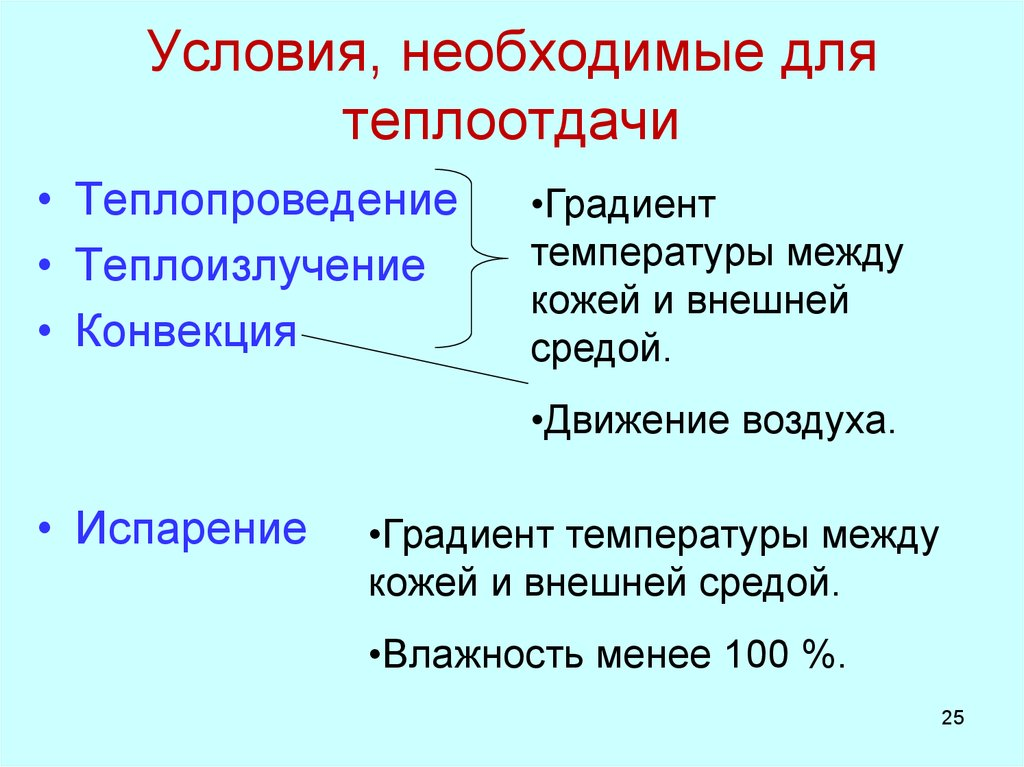 Условия, необходимые для
теплоотдачи
• Теплопроведение
• Теплоизлучение
• Конвекция
•Градиент
температуры между
кожей и внешней
средой.
•Движение воздуха.
• Испарение
•Градиент температуры между
кожей и внешней средой.
•Влажность менее 100 %.
25